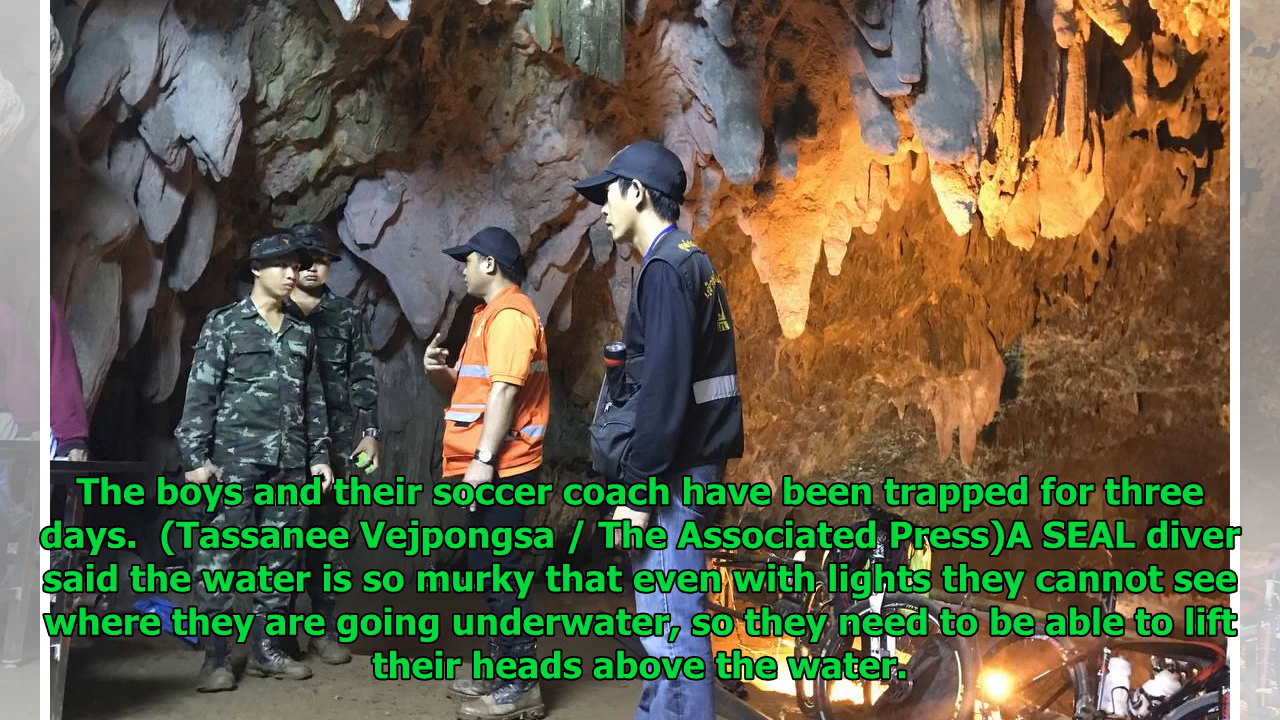 The boys and their soccer coach have been trapped for three
days.  (Tassanee Vejpongsa / The Associated Press)A SEAL diver
said the water is so murky that even with lights they cannot see
where they are going underwater, so they need to be able to lift
their heads above the water.